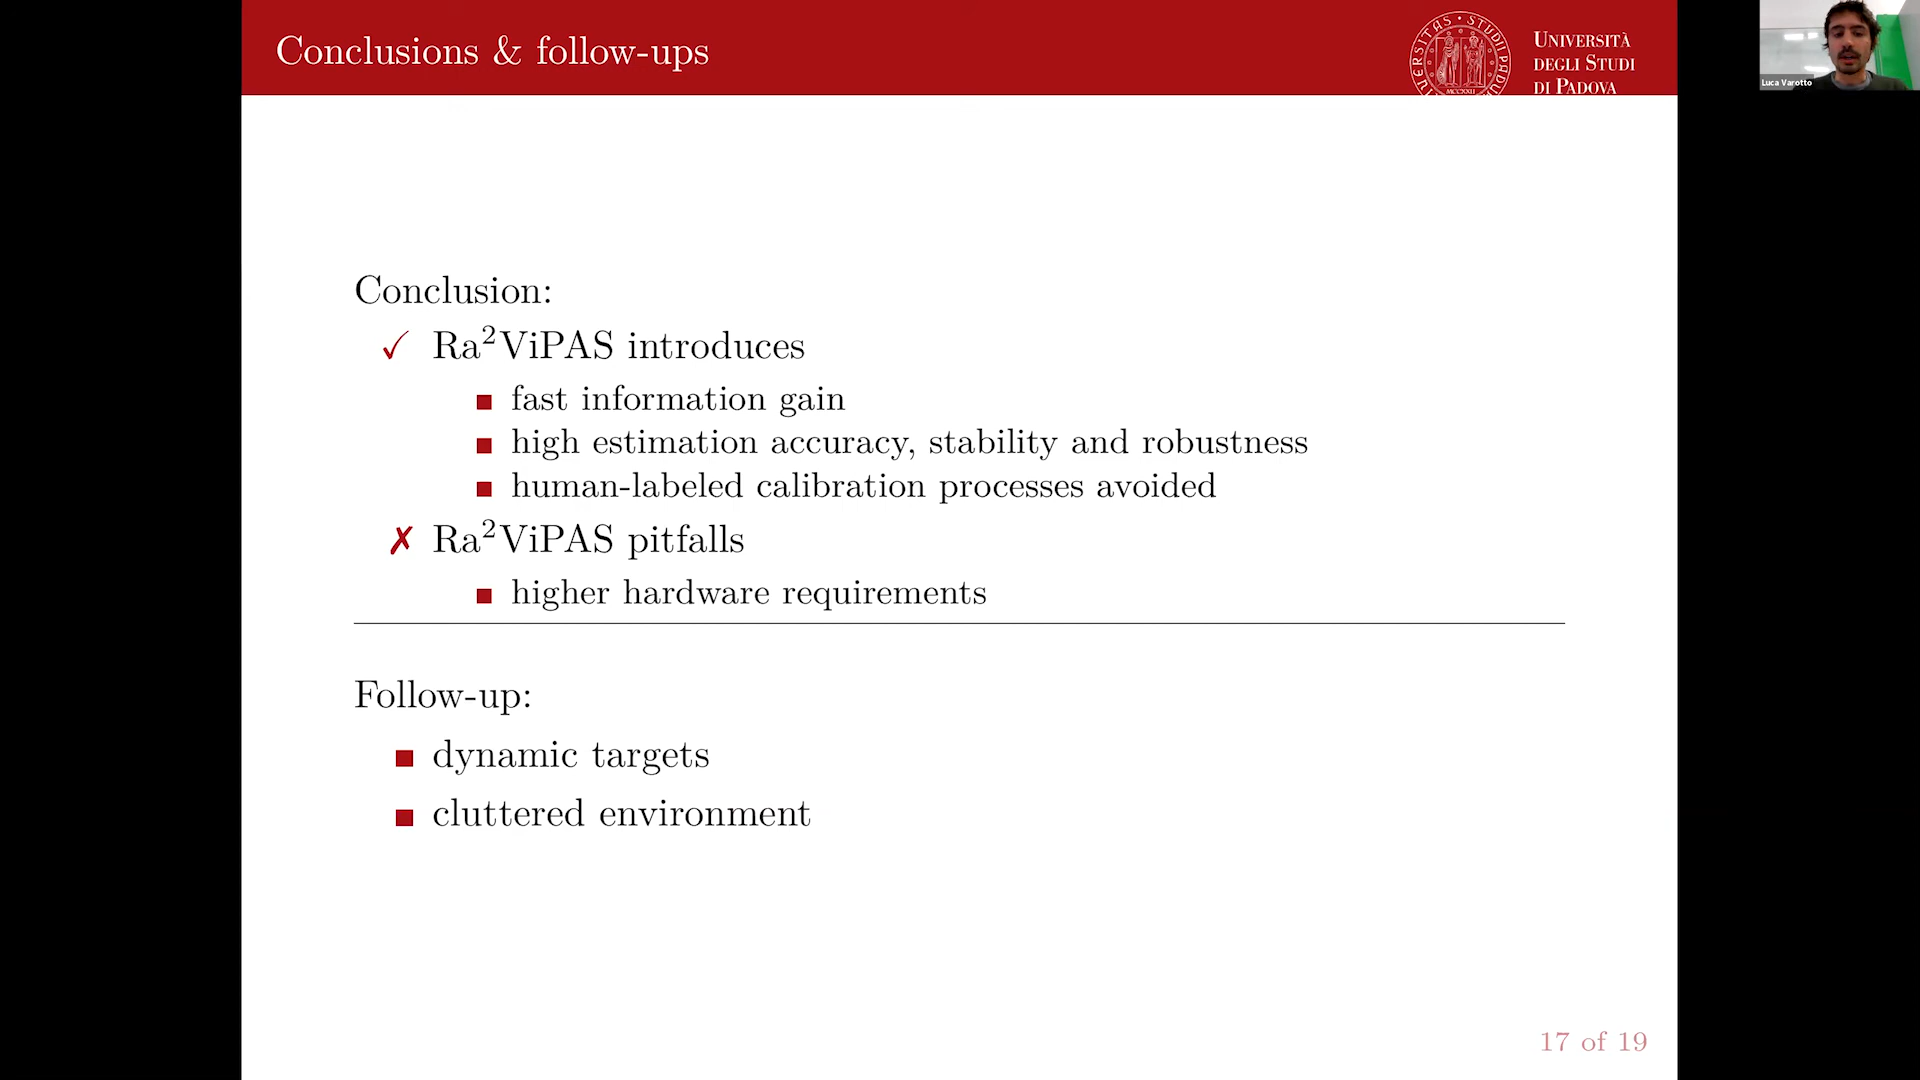 Conclusions & follow-ups
UNIVERSITÀ
DEGLI STUDI
DI PADOVA
Luca Varotto
Conclusion:
✓ Ra²ViPAS introduces
fast information gain
high estimation accuracy, stability and robustness
human-labeled calibration processes avoided
✗ Ra²ViPAS pitfalls
higher hardware requirements
Follow-up:
dynamic targets
cluttered environment
17 of 19